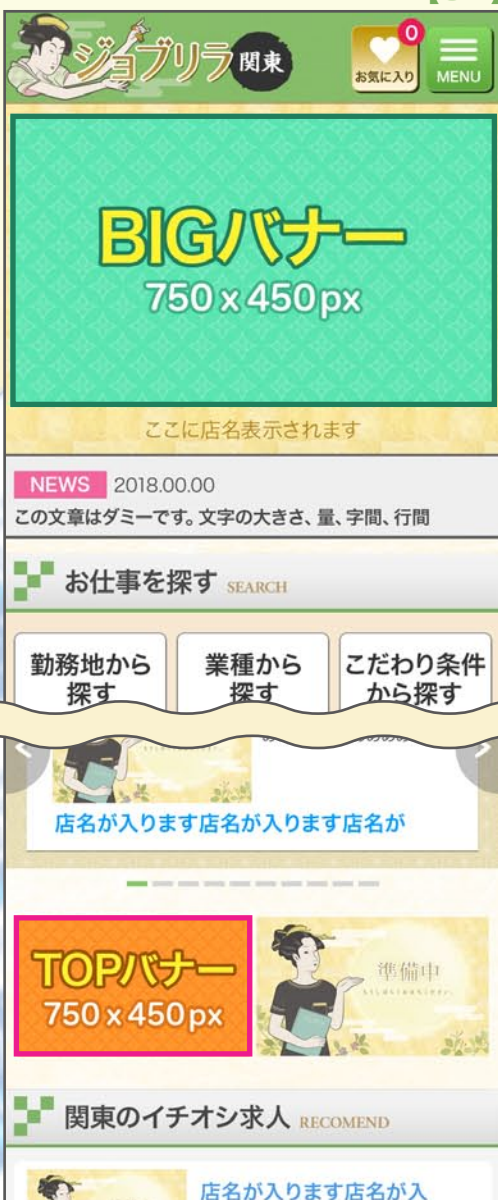 ジョブリラ 関東
0
お気に入り
MENU
BIGバナー
750 x 450px
ここに店名表示されます
NEWS 2018.00.00
この文章はダミーです。文字の大きさ、量、字間、行間
お仕事を探す SEARCH
勤務地から
探す
業種から
探す
こだわり条件
から探す
店名が入ります店名が入ります店名が
TOPバナー
750 x 450px
準備中
関東のイチオシ求人 RECOMEND
店名が入ります店名が入